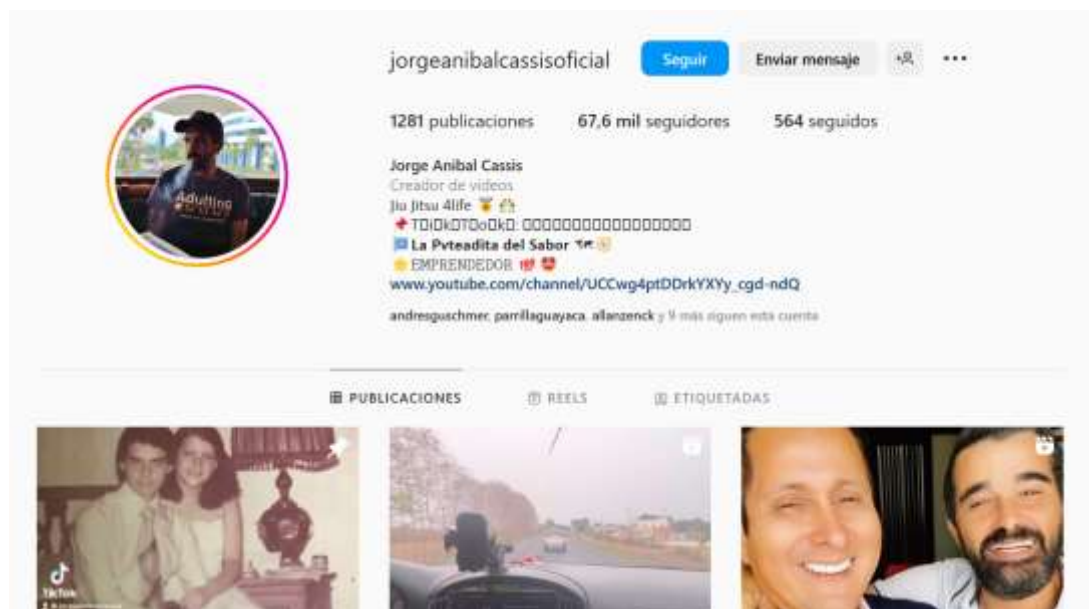 jorgeanibalcassisoficial Seguir Enviar mensaje
1281 publicaciones 67,6 mil seguidores 564 seguidos
Jorge Anibal Cassis
Creador de videos
Jiu Jitsu 4life
La Pvteadita del Sabor
EMPRENDEDOR
www.youtube.com/channel/UCCwg4ptDDrkYXYy_cgd-ndQ
andresguschmer, parrillaguayaca, allanzenck y 9 más siguen esta cuenta
PUBLICACIONES REELS ETIQUETADAS
Adulting
TikTok